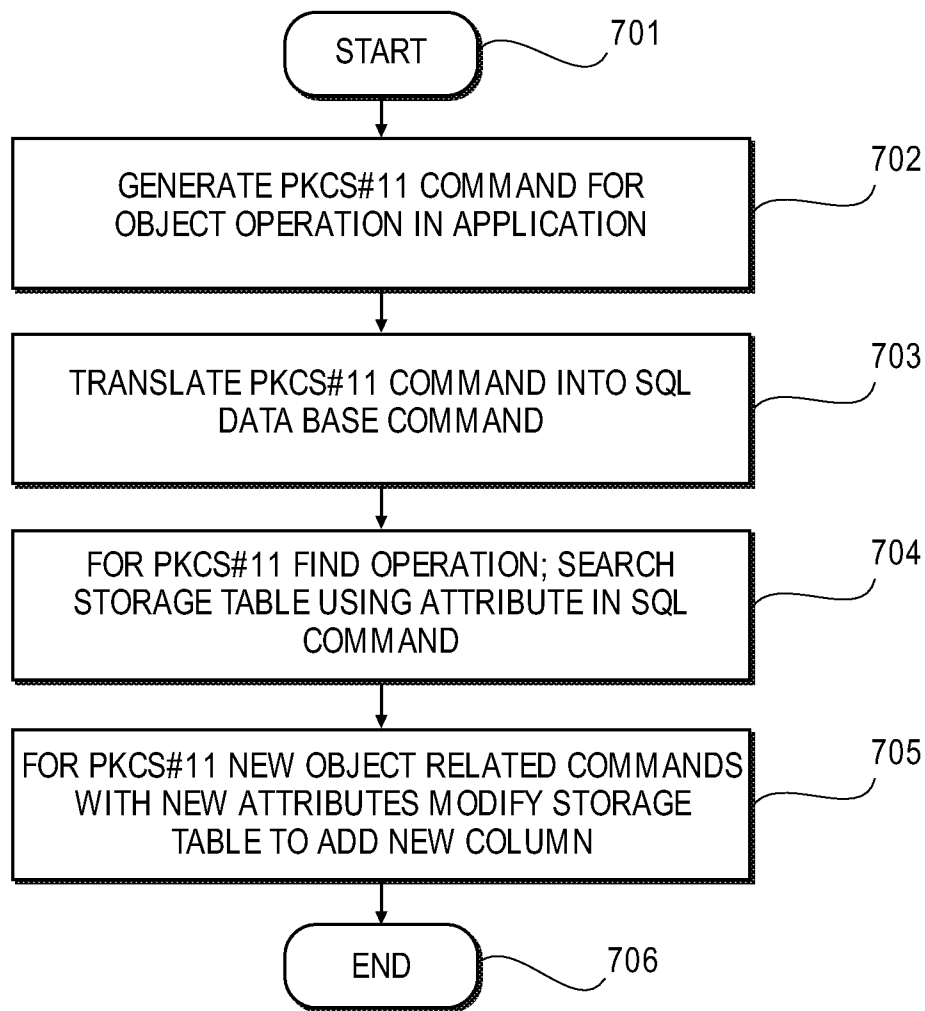 START
701
GENERATE PKCS#11 COMMAND FOR
OBJECT OPERATION IN APPLICATION
702
TRANSLATE PKCS#11 COMMAND INTO SQL
DATA BASE COMMAND
703
FOR PKCS#11 FIND OPERATION; SEARCH
STORAGE TABLE USING ATTRIBUTE IN SQL
COMMAND
704
FOR PKCS#11 NEW OBJECT RELATED COMMANDS
WITH NEW ATTRIBUTES MODIFY STORAGE
TABLE TO ADD NEW COLUMN
705
END
706